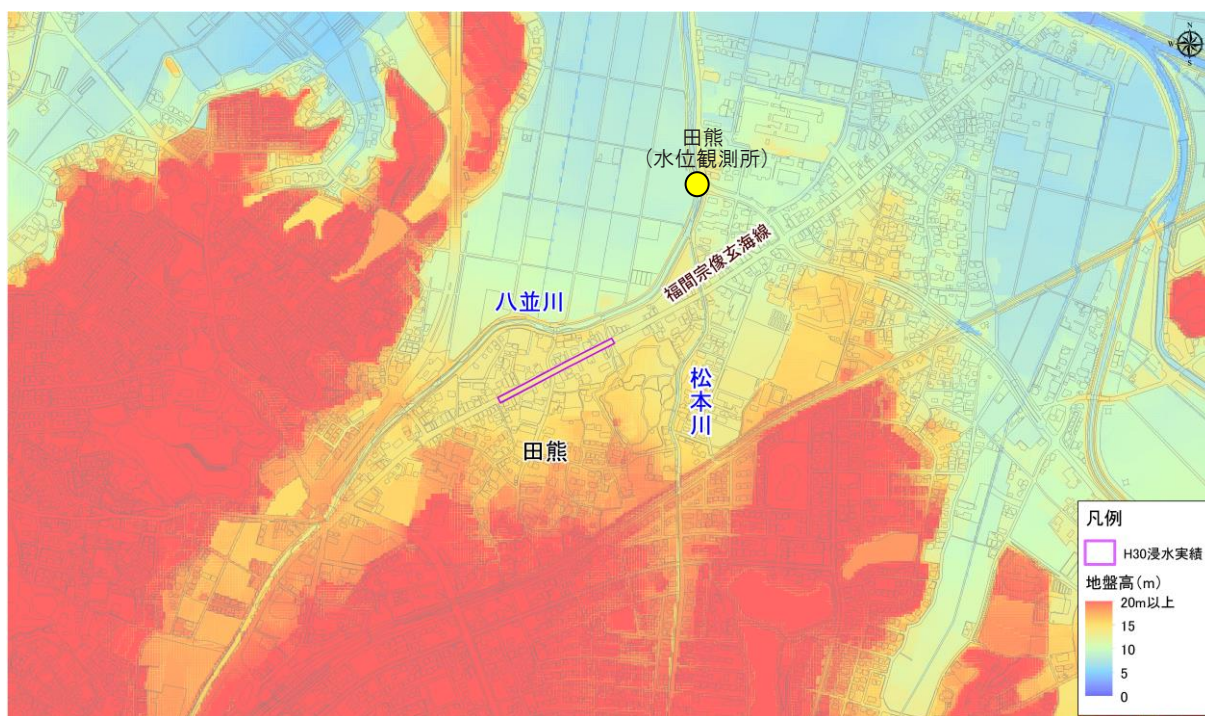 N
W
S
田熊
（水位観測所）
福間宗像玄海線
八並川
松本川
田熊
凡例
H30浸水実績
地盤高（m）
20m以上
15
10
5
0